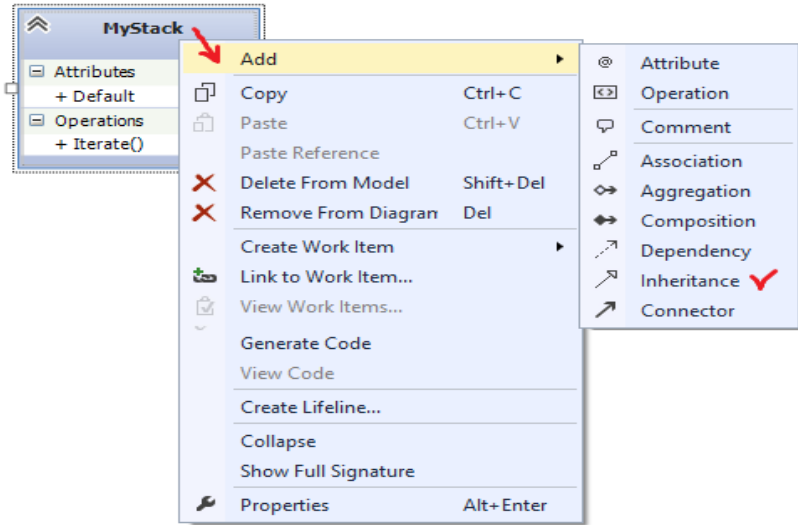 MyStack
Attributes
+ Default
Operations
+ Iterate()
Add
Copy Ctrl+C
Paste Ctrl+V
Paste Reference
Delete From Model Shift+Del
Remove From Diagram Del
Create Work Item
Link to Work Item...
View Work Items...
Generate Code
View Code
Create Lifeline...
Collapse
Show Full Signature
Properties Alt+Enter
Attribute
Operation
Comment
Association
Aggregation
Composition
Dependency
Inheritance
Connector